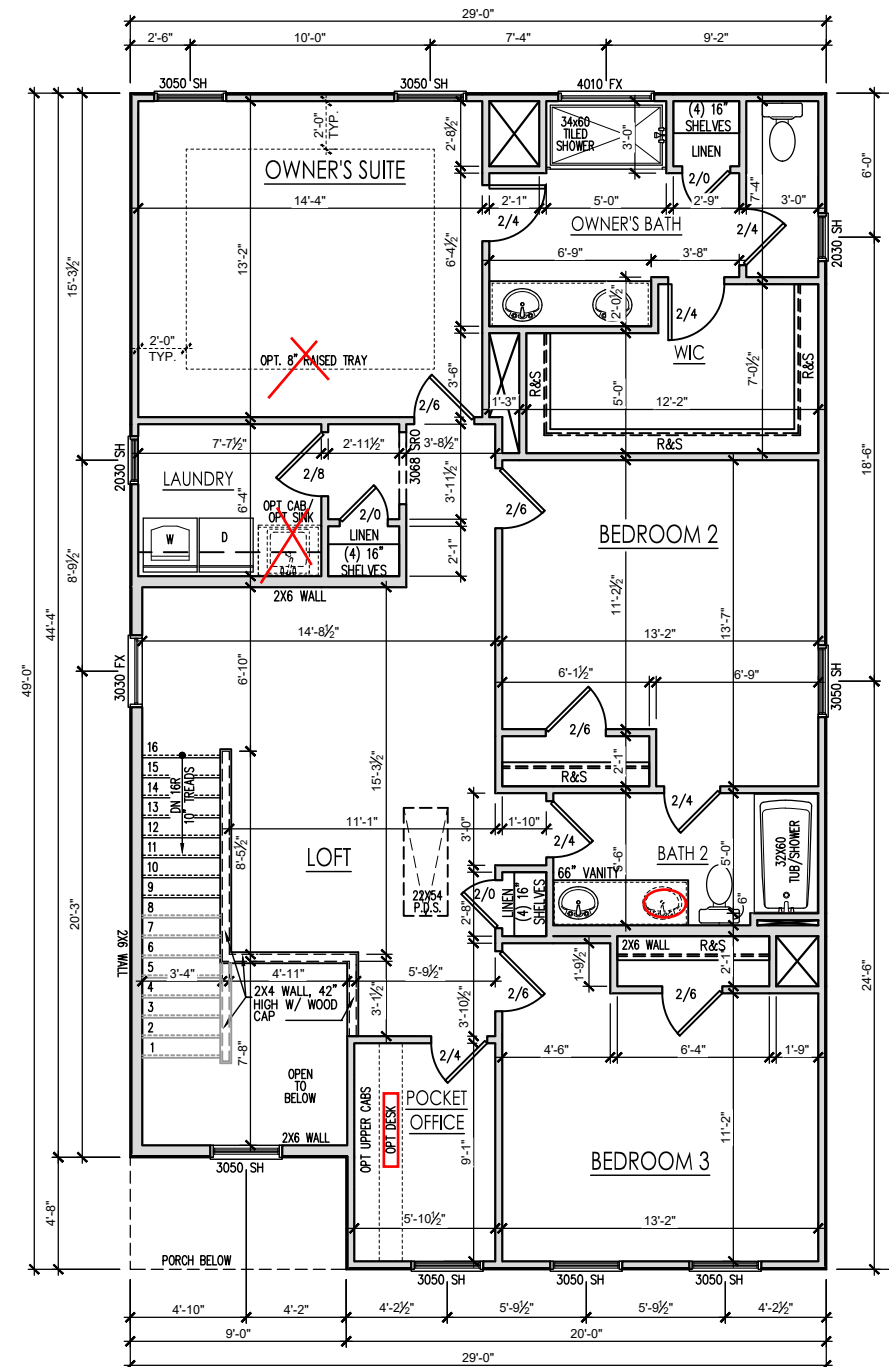 29'-0"
2'-6" 10'-0" 7'-4" 9'-2"
3050 SH 3050 SH 4010 FX
2'-0"
TYP.
2'-8½"
34x60
TILED
SHOWER
3'-0"
(4) 16"
SHELVES
LINEN
2/0
OWNER'S SUITE
14'-4"
2'-1" 5'-0" 2'-9" 3'-0"
7'-4"
6'-0"
2/4
OWNER'S BATH
2/4
2030 SH
13'-2"
6'-4½"
6'-9" 3'-8"
15'-3½"
2'-0½"
2/4
2'-0"
TYP.
OPT. 8" RAISED TRAY
WIC
R&S
5'-0"
7'-0½"
R&S
3'-6"
1'-3" 12'-2"
2/6
R&S
2030 SH
7'-7½" 2'-11½" 3'-8½"
3068 SRO
LAUNDRY
2/8
6'-4"
3'-11½"
18'-6"
2/6
OPT CAB/
OPT SINK
2/0
W D
LINEN
(4) 16"
SHELVES
2'-1"
BEDROOM 2
2X6 WALL
11'-2½"
13'-7"
8'-9½"
44'-4"
49'-0"
14'-8½" 13'-2"
3030 FX
6'-10"
6'-1½" 6'-9"
3050 SH
2/6
15'-3½"
2'-1"
R&S
16
15
14
13
12
11
10
9
8
7
6
5
4
3
2
1
DN 16R
10" TREADS
11'-1"
8'-5½"
LOFT
22X54
P.D.S.
3'-0"
1'-10"
2/4
2/4
5'-6"
BATH 2
5'-0"
32X60
TUB/SHOWER
66" VANITY
2/0
LINEN
(4) 16"
SHELVES
6"
20'-3"
2X6 WALL
3'-4" 4'-11" 5'-9½"
2X4 WALL, 42"
HIGH W/ WOOD
CAP
3'-1½"
3'-10½"
2/6
1'-9½"
2X6 WALL R&S
2'-1"
2/6
24'-6"
7'-8"
4'-6" 6'-4" 1'-9"
2/4
OPEN
TO
BELOW
OPT UPPER CABS
OPT DESK
POCKET
OFFICE
9'-1"
11'-2"
2X6 WALL
3050 SH
BEDROOM 3
4'-8"
5'-10½" 13'-2"
PORCH BELOW
3050 SH 3050 SH 3050 SH
4'-10" 4'-2" 4'-2½" 5'-9½" 5'-9½" 4'-2½"
9'-0" 20'-0"
29'-0"